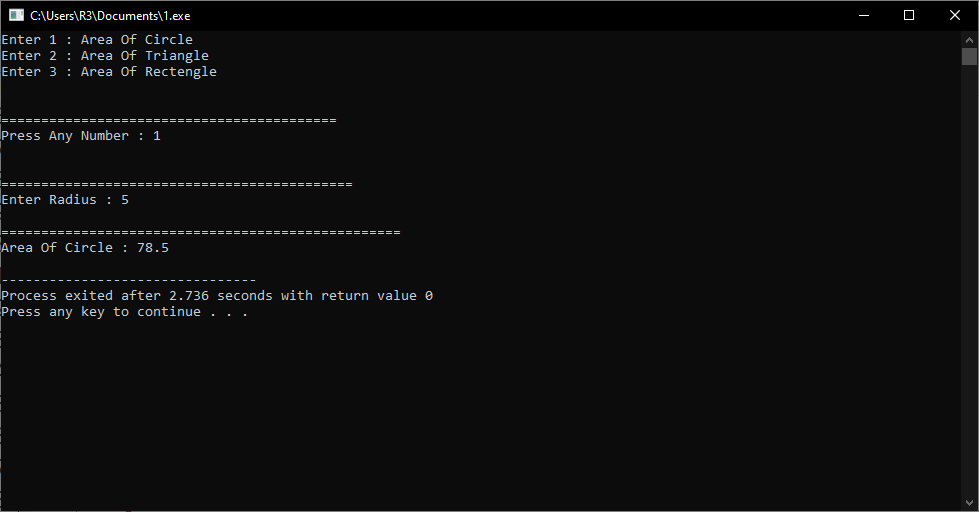 C:\Users\R3\Documents\1.exe
Enter 1 : Area Of Circle
Enter 2 : Area Of Triangle
Enter 3 : Area Of Rectengle
==========================================
Press Any Number : 1
============================================
Enter Radius : 5
==================================================
Area Of Circle : 78.5
--------------------------------
Process exited after 2.736 seconds with return value 0
Press any key to continue . . .